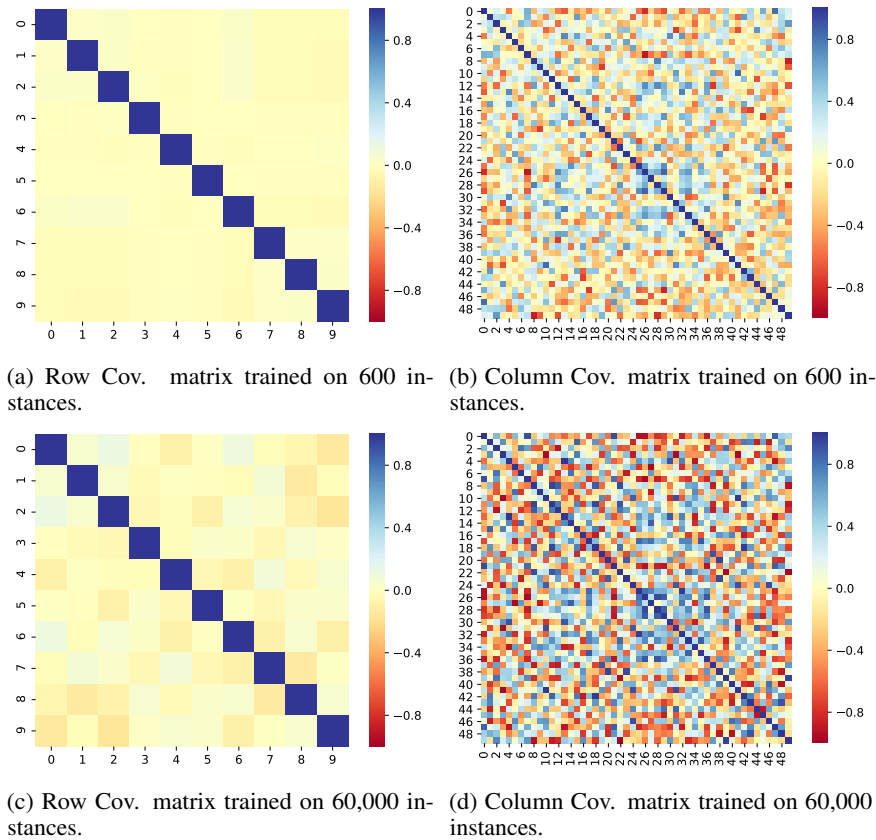 0 1 2 3 4 5 6 7 8 9
0 1 2 3 4 5 6 7 8 9
0.8
0.4
0.0
−0.4
−0.8
0 2 4 6 8 10 12 14 16 18 20 22 24 26 28 30 32 34 36 38 40 42 44 46 48
0 2 4 6 8 10 12 14 16 18 20 22 24 26 28 30 32 34 36 38 40 42 44 46 48
0.8
0.4
0.0
−0.4
−0.8
(a) Row Cov. matrix trained on 600 in-
stances.
(b) Column Cov. matrix trained on 600 in-
stances.
0 1 2 3 4 5 6 7 8 9
0 1 2 3 4 5 6 7 8 9
0.8
0.4
0.0
−0.4
−0.8
0 2 4 6 8 10 12 14 16 18 20 22 24 26 28 30 32 34 36 38 40 42 44 46 48
0 2 4 6 8 10 12 14 16 18 20 22 24 26 28 30 32 34 36 38 40 42 44 46 48
0.8
0.4
0.0
−0.4
−0.8
(c) Row Cov. matrix trained on 60,000 in-
stances.
(d) Column Cov. matrix trained on 60,000
instances.